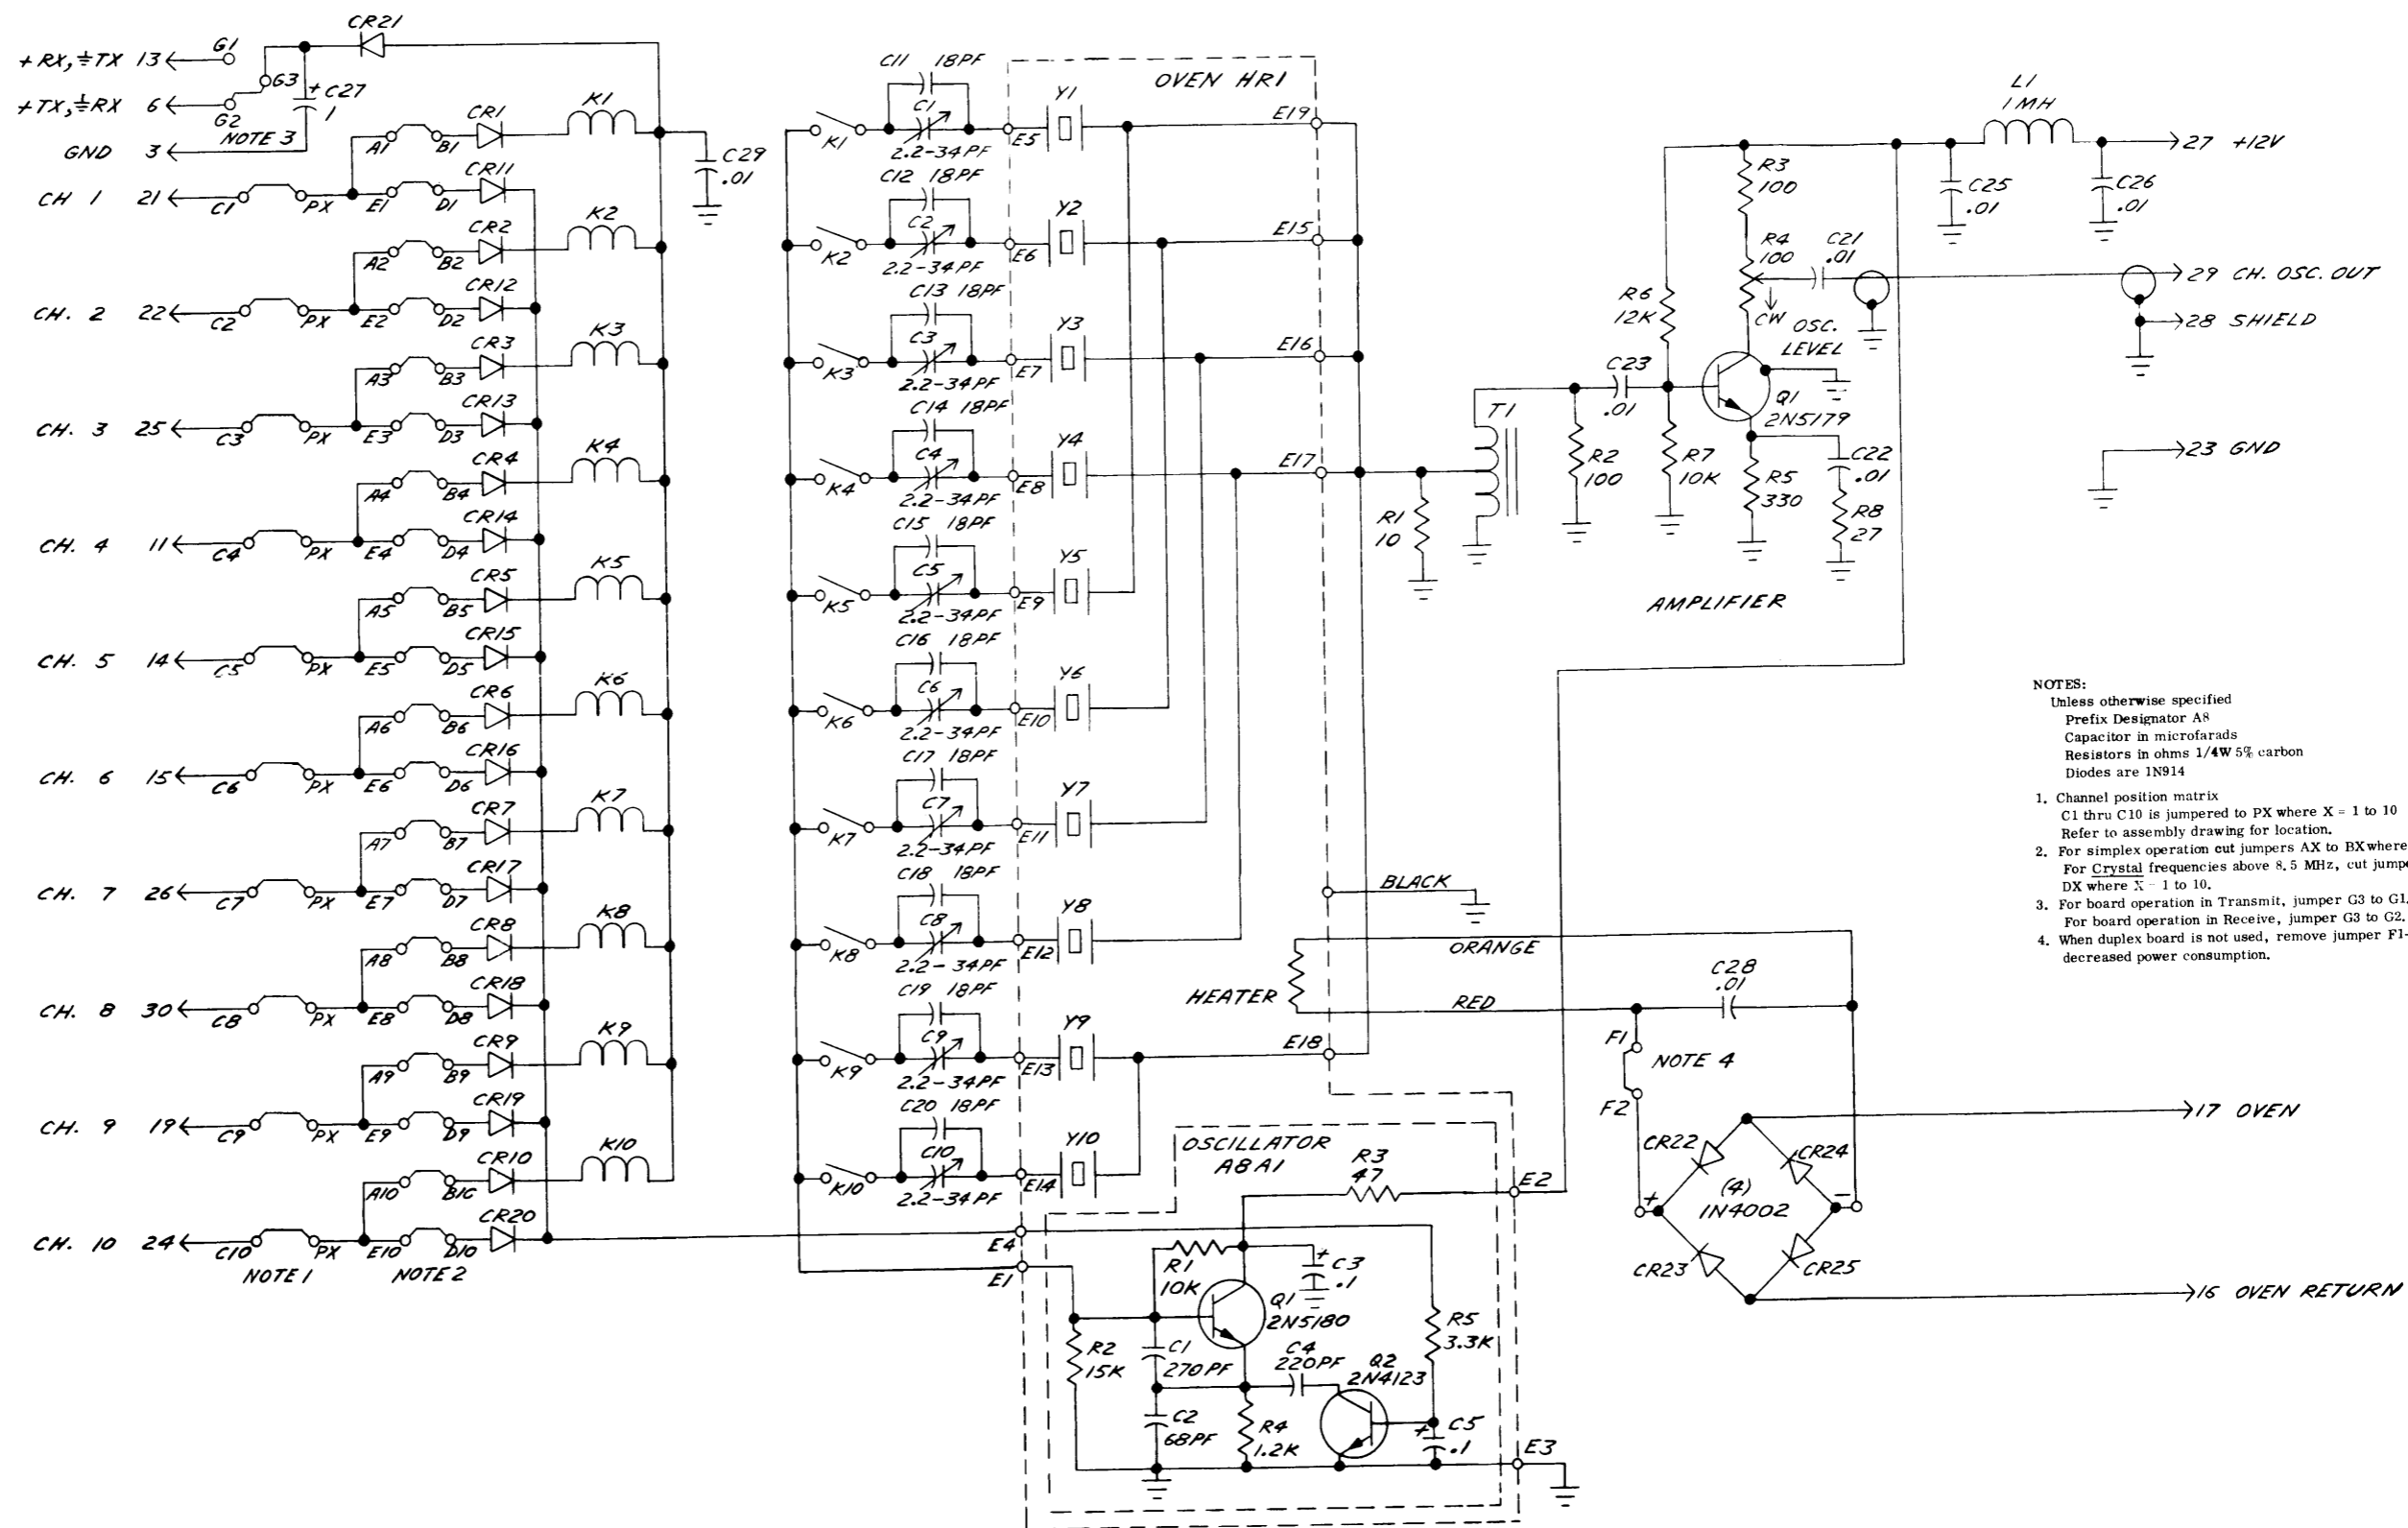 CR21
+ RX, ⏚ TX 13 G1
G3
+ C27
1
+TX, ⏚ RX 6
G2
NOTE 3
GND 3
C29
.01
CH 1 21 C1 PX A1 B1 CR1 K1
E1 D1 CR11
CH. 2 22 C2 PX A2 B2 CR2 K2
E2 D2 CR12
CH. 3 25 C3 PX A3 B3 CR3 K3
E3 D3 CR13
CH. 4 11 C4 PX A4 B4 CR4 K4
E4 D4 CR14
CH. 5 14 C5 PX A5 B5 CR5 K5
E5 D5 CR15
CH. 6 15 C6 PX A6 B6 CR6 K6
E6 D6 CR16
CH. 7 26 C7 PX A7 B7 CR7 K7
E7 D7 CR17
CH. 8 30 C8 PX A8 B8 CR8 K8
E8 D8 CR18
CH. 9 19 C9 PX A9 B9 CR9 K9
E9 D9 CR19
CH. 10 24 C10 PX A10 B10 CR10 K10
E10 D10 CR20
NOTE 1 NOTE 2
OVEN HR1
C11 18PF
K1 C1 E5 Y1 E19
2.2-34PF
C12 18PF
K2 C2 E6 Y2 E15
2.2-34PF
C13 18PF
K3 C3 E7 Y3 E16
2.2-34PF
C14 18PF
K4 C4 E8 Y4 E17
2.2-34PF
C15 18PF
K5 C5 E9 Y5
2.2-34PF
C16 18PF
K6 C6 E10 Y6
2.2-34PF
C17 18PF
K7 C7 E11 Y7
2.2-34PF
C18 18PF
K8 C8 E12 Y8
2.2-34PF
C19 18PF
K9 C9 E13 Y9 E18
2.2-34PF
C20 18PF
K10 C10 E14 Y10
2.2-34PF
E4
E1
OSCILLATOR
A8A1
R3
47
E2
R1
10K
+ C3
.1
Q1
2N5180
R5
3.3K
R2
15K
C1
270PF
C4
220PF
Q2
2N4123
C2
68PF
R4
1.2K
+ C5
.1
E3
L1
1MH
27 +12V
R3
100
C25
.01
C26
.01
R4
100
C21
.01
29 CH. OSC. OUT
28 SHIELD
CW
OSC.
LEVEL
R6
12K
C23
.01
Q1
2N5179
T1
R2
100
R7
10K
R5
330
C22
.01
R8
27
R1
10
23 GND
AMPLIFIER
BLACK
ORANGE
HEATER
RED
C28
.01
F1
NOTE 4
F2
CR22
CR24
+
(4)
1N4002
-
CR23
CR25
17 OVEN
16 OVEN RETURN
NOTES:
Unless otherwise specified
Prefix Designator A8
Capacitor in microfarads
Resistors in ohms 1/4W 5% carbon
Diodes are 1N914
1. Channel position matrix
C1 thru C10 is jumpered to PX where X = 1 to 10
Refer to assembly drawing for location.
2. For simplex operation cut jumpers AX to BX where
For Crystal frequencies above 8.5 MHz, cut jumpe
DX where X - 1 to 10.
3. For board operation in Transmit, jumper G3 to G1.
For board operation in Receive, jumper G3 to G2.
4. When duplex board is not used, remove jumper F1-
decreased power consumption.